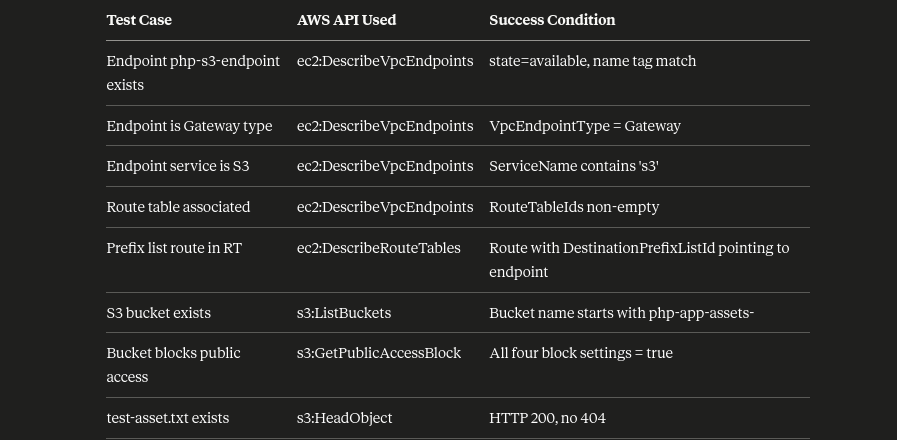 Test Case AWS API Used Success Condition
Endpoint php-s3-endpoint ec2:DescribeVpcEndpoints state=available, name tag match
exists
Endpoint is Gateway type ec2:DescribeVpcEndpoints VpcEndpointType = Gateway
Endpoint service is S3 ec2:DescribeVpcEndpoints ServiceName contains 's3'
Route table associated ec2:DescribeVpcEndpoints RouteTableIds non-empty
Prefix list route in RT ec2:DescribeRouteTables Route with DestinationPrefixListId pointing to
endpoint
S3 bucket exists s3:ListBuckets Bucket name starts with php-app-assets-
Bucket blocks public s3:GetPublicAccessBlock All four block settings = true
access
test-asset.txt exists s3:HeadObject HTTP 200, no 404